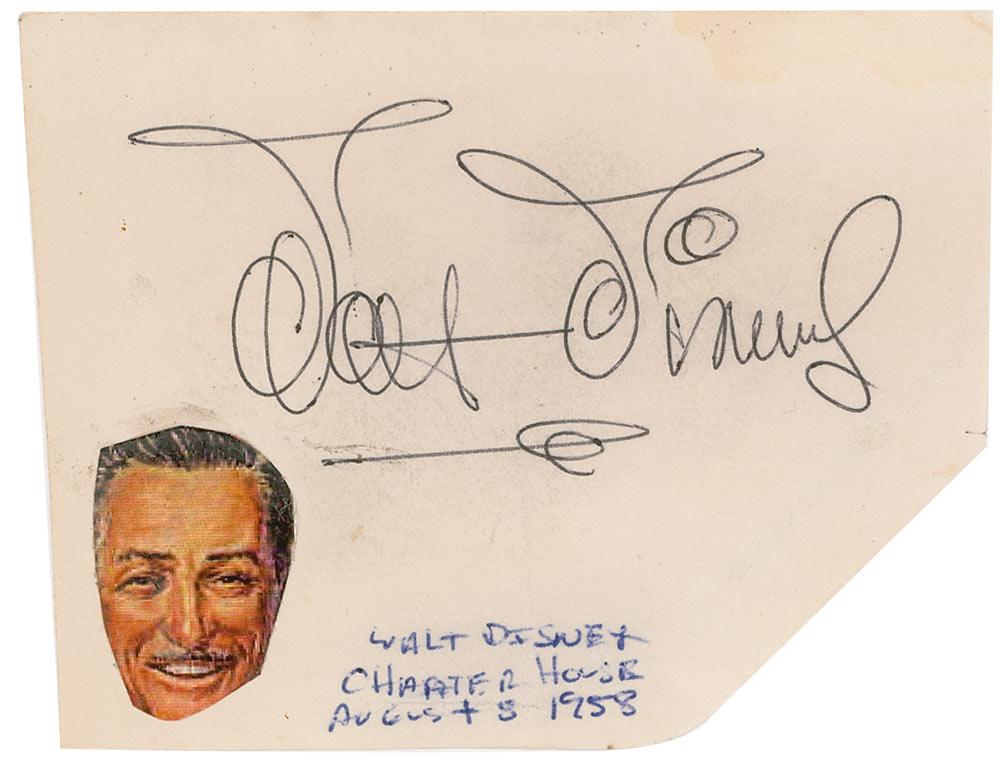 Walt Disney
WALT DISNEY
CHARTER HOUSE
AUGUST 8 1958